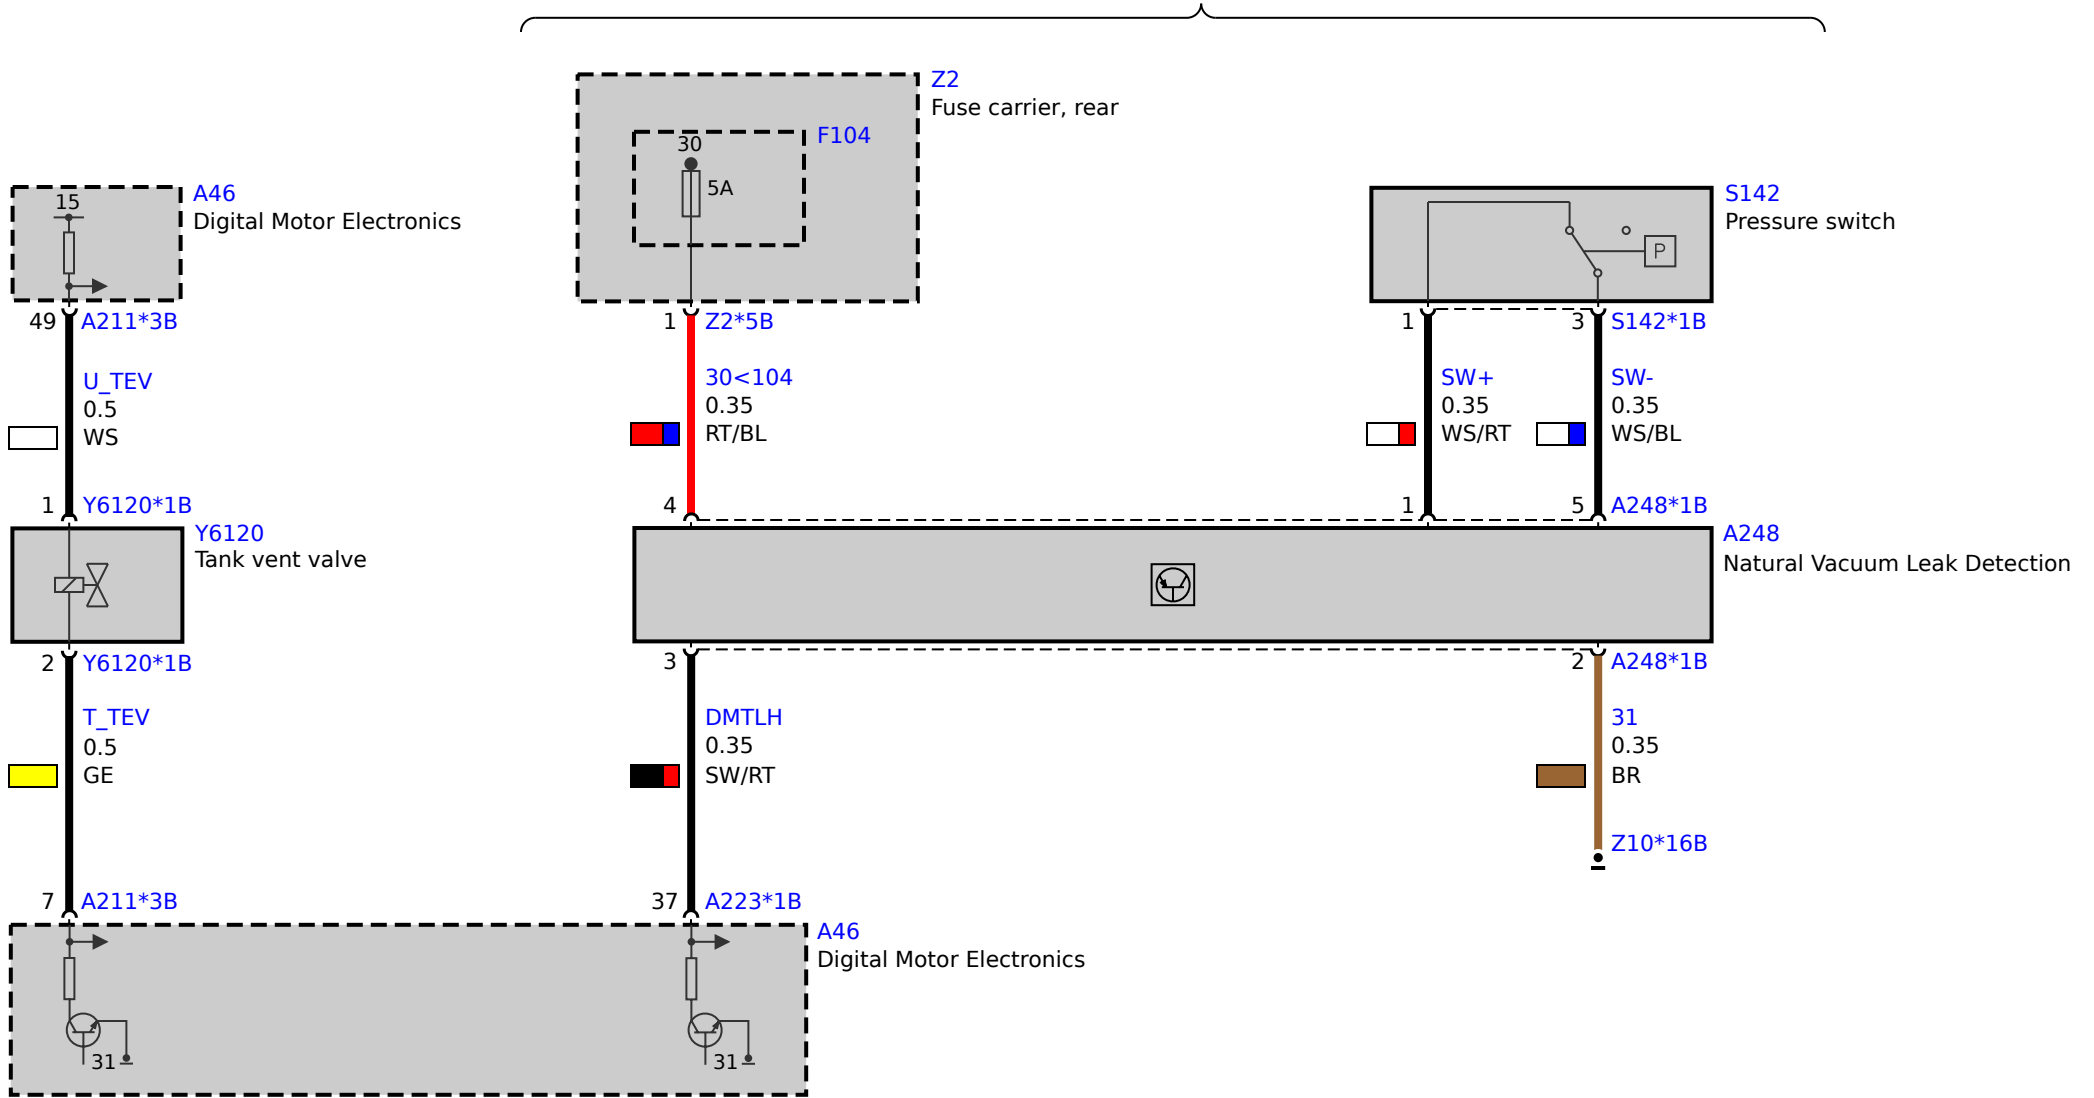 Z2
Fuse carrier, rear
F104
30
5A
A46
Digital Motor Electronics
15
S142
Pressure switch
P
49 A211*3B
1 Z2*5B
1
3 S142*1B
U_TEV
0.5
WS
30<104
0.35
RT/BL
SW+
0.35
WS/RT
SW-
0.35
WS/BL
1 Y6120*1B
4
1
5 A248*1B
Y6120
Tank vent valve
A248
Natural Vacuum Leak Detection
2 Y6120*1B
3
2 A248*1B
T_TEV
0.5
GE
DMTLH
0.35
SW/RT
31
0.35
BR
Z10*16B
7 A211*3B
37 A223*1B
A46
Digital Motor Electronics
31
31